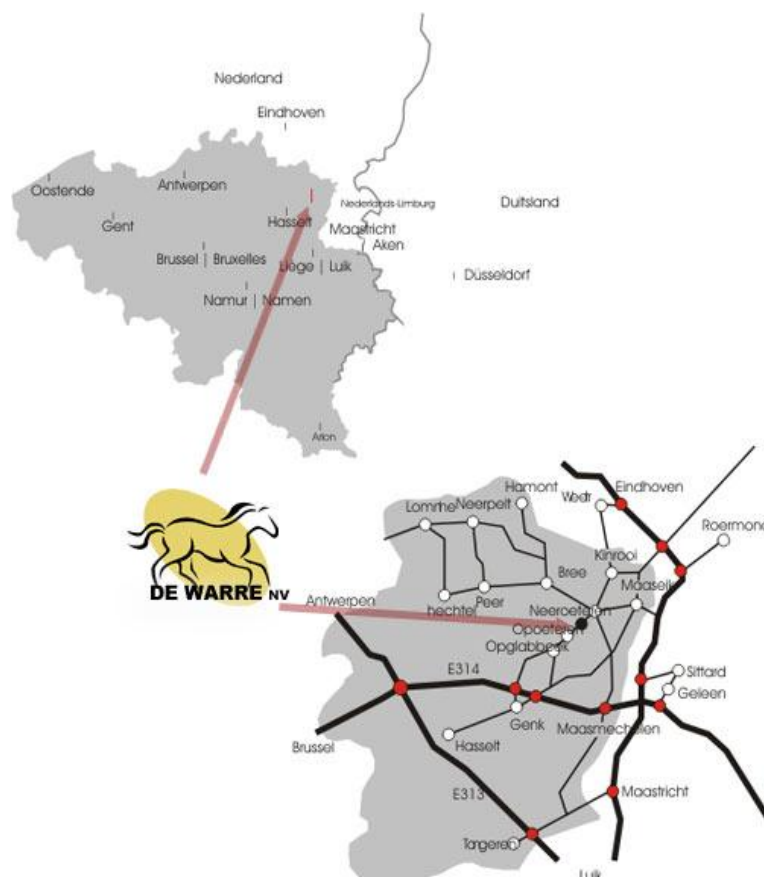 Nederland
Eindhoven
Oostende
Antwerpen
Gent
Hasselt
Nederlands-Limburg
Duitsland
Maastricht
Aken
Brussel | Bruxelles
Liège | Luik
Düsseldorf
Namur | Namen
Arlon
DE WARRE NV
Hamont
Weert
Eindhoven
Lommel
Neerpelt
Roermond
Kinrooi
Bree
Maaseik
Antwerpen
hechtel
Peer
Neeroeteren
Opoeteren
Opglabbeek
E314
Sittard
Geleen
Genk
Maasmechelen
Brussel
Hasselt
E313
Maastricht
Tongeren
Luik